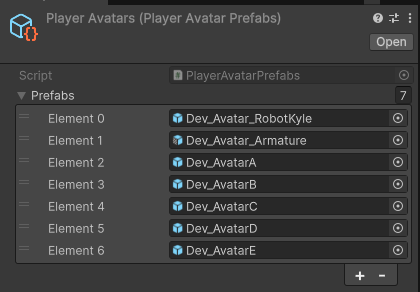 Player Avatars (Player Avatar Prefabs)
Open
Script PlayerAvatarPrefabs
Prefabs 7
Element 0 Dev_Avatar_RobotKyle
Element 1 Dev_Avatar_Armature
Element 2 Dev_AvatarA
Element 3 Dev_AvatarB
Element 4 Dev_AvatarC
Element 5 Dev_AvatarD
Element 6 Dev_AvatarE